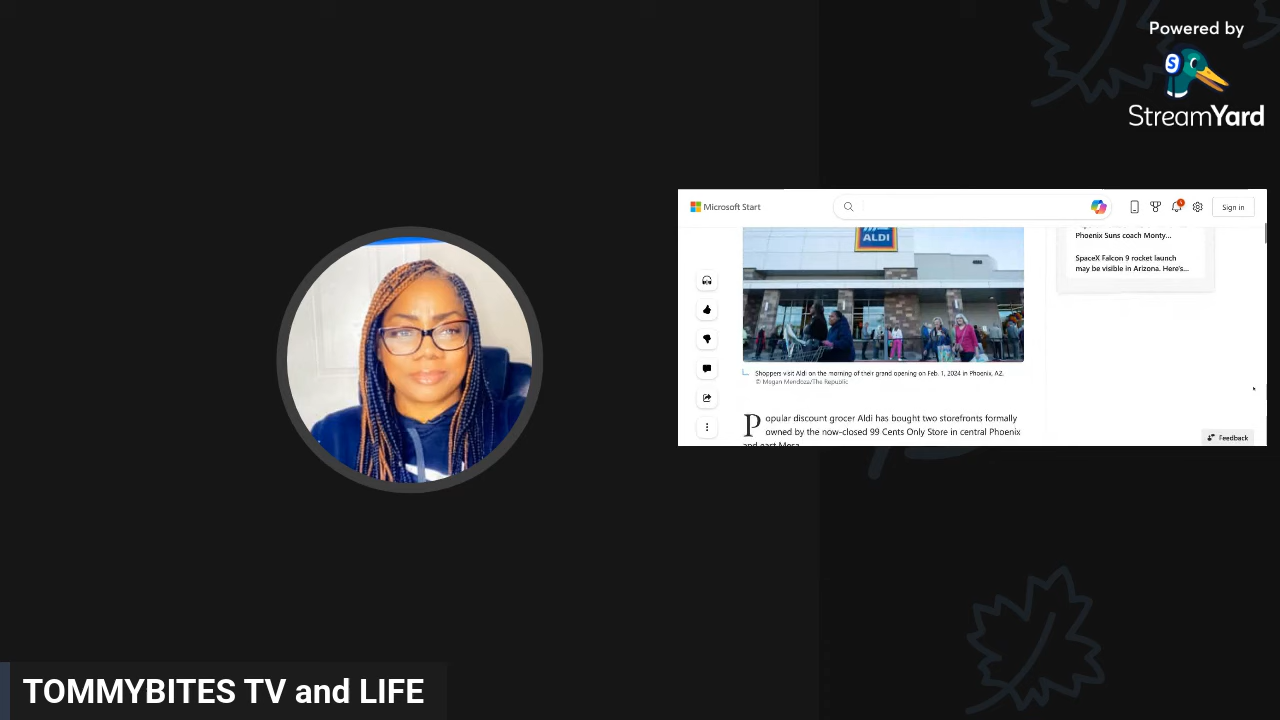 Powered by
StreamYard
Microsoft Start
Sign in
ALDI
Phoenix Suns coach Monty...
SpaceX Falcon 9 rocket launch
may be visible in Arizona. Here's...
Shoppers visit Aldi on the morning of their grand opening on Feb. 1, 2024 in Phoenix, AZ.
© Megan Mendoza/The Republic
Popular discount grocer Aldi has bought two storefronts formally
owned by the now-closed 99 Cents Only Store in central Phoenix
and east Mesa
Feedback
TOMMYBITES TV and LIFE